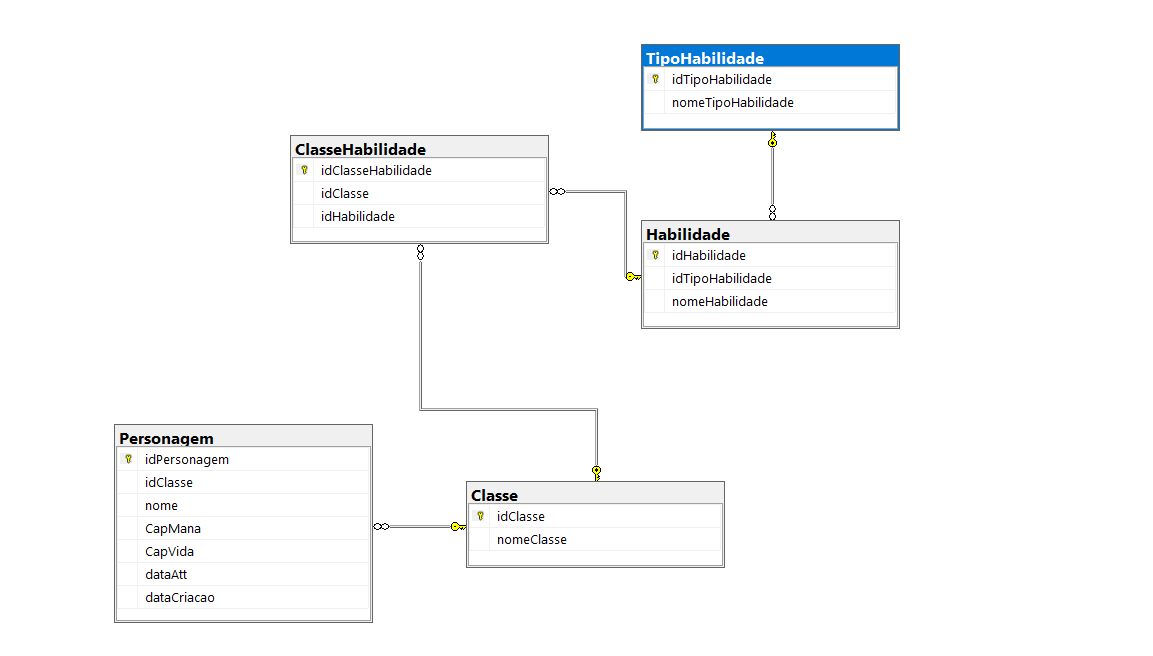 TipoHabilidade
idTipoHabilidade
nomeTipoHabilidade
ClasseHabilidade
idClasseHabilidade
idClasse
idHabilidade
Habilidade
idHabilidade
idTipoHabilidade
nomeHabilidade
Personagem
idPersonagem
idClasse
nome
CapMana
CapVida
dataAtt
dataCriacao
Classe
idClasse
nomeClasse